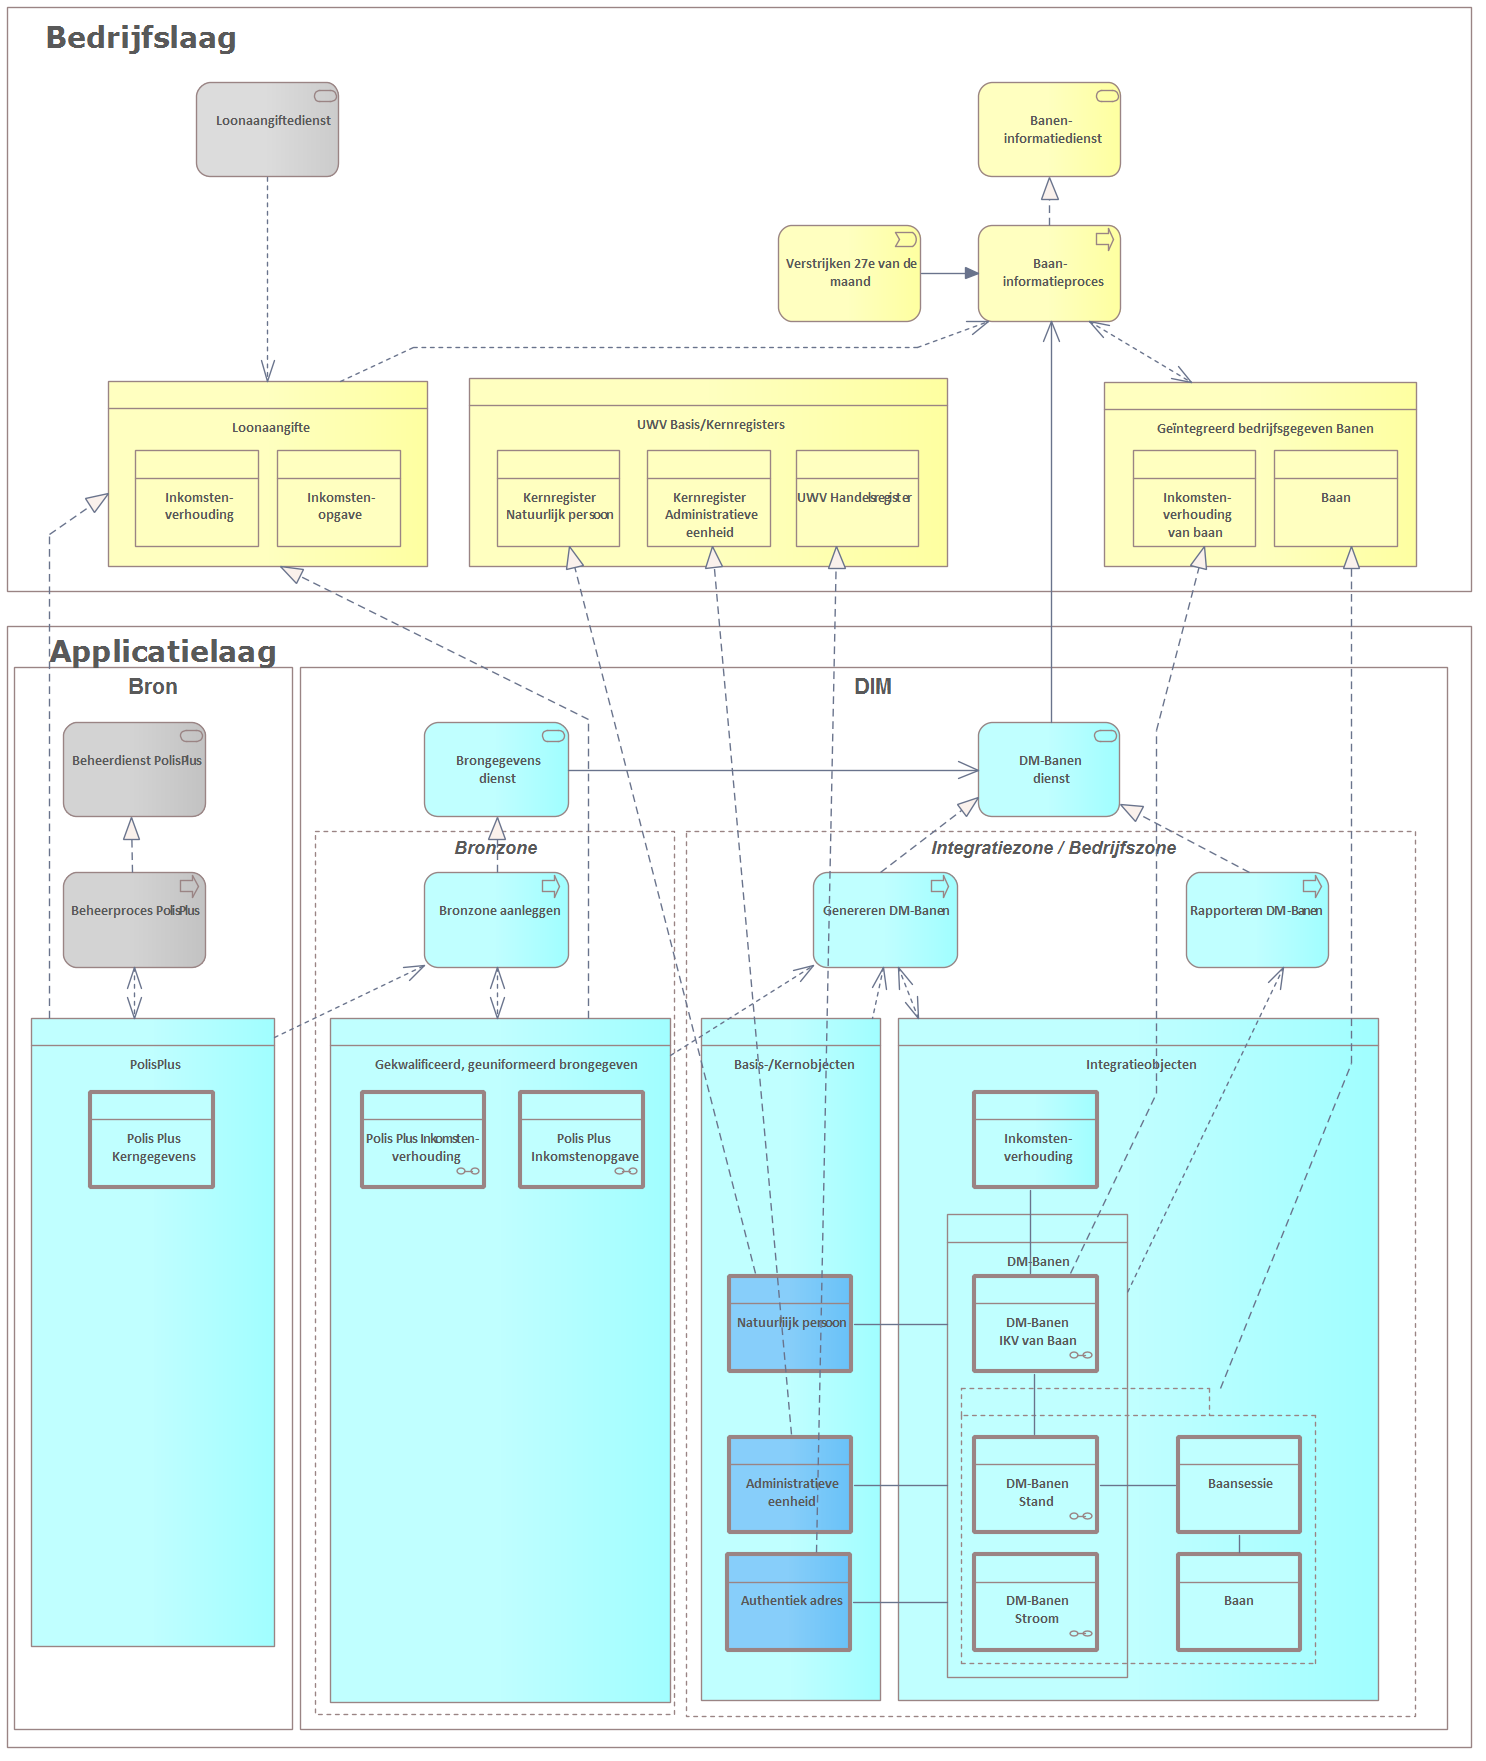 Bedrijfslaag
Loonaangiftedienst
Banen-
informatiedienst
Verstrijken 27e van de
maand
Baan-
informatieproces
Loonaangifte
Inkomsten-
verhouding
Inkomsten-
opgave
UWV Basis/Kernregisters
Kernregister
Natuurlijk persoon
Kernregister
Administratieve
eenheid
UWV Handelsregister
Geïntegreerd bedrijfsgegeven Banen
Inkomsten-
verhouding
van baan
Baan
Applicatielaag
Bron
DIM
Beheerdienst PolisPlus
Brongegevens
dienst
DM-Banen
dienst
Bronzone
Integratiezone / Bedrijfszone
Beheerproces PolisPlus
Bronzone aanleggen
Genereren DM-Banen
Rapporteren DM-Banen
PolisPlus
Polis Plus
Kerngegevens
Gekwalificeerd, geuniformeerd brongegeven
Polis Plus Inkomsten-
verhouding
Polis Plus
Inkomstenopgave
Basis-/Kernobjecten
Natuurlijk persoon
Administratieve
eenheid
Authentiek adres
Integratieobjecten
Inkomsten-
verhouding
DM-Banen
DM-Banen
IKV van Baan
DM-Banen
Stand
Baansessie
DM-Banen
Stroom
Baan